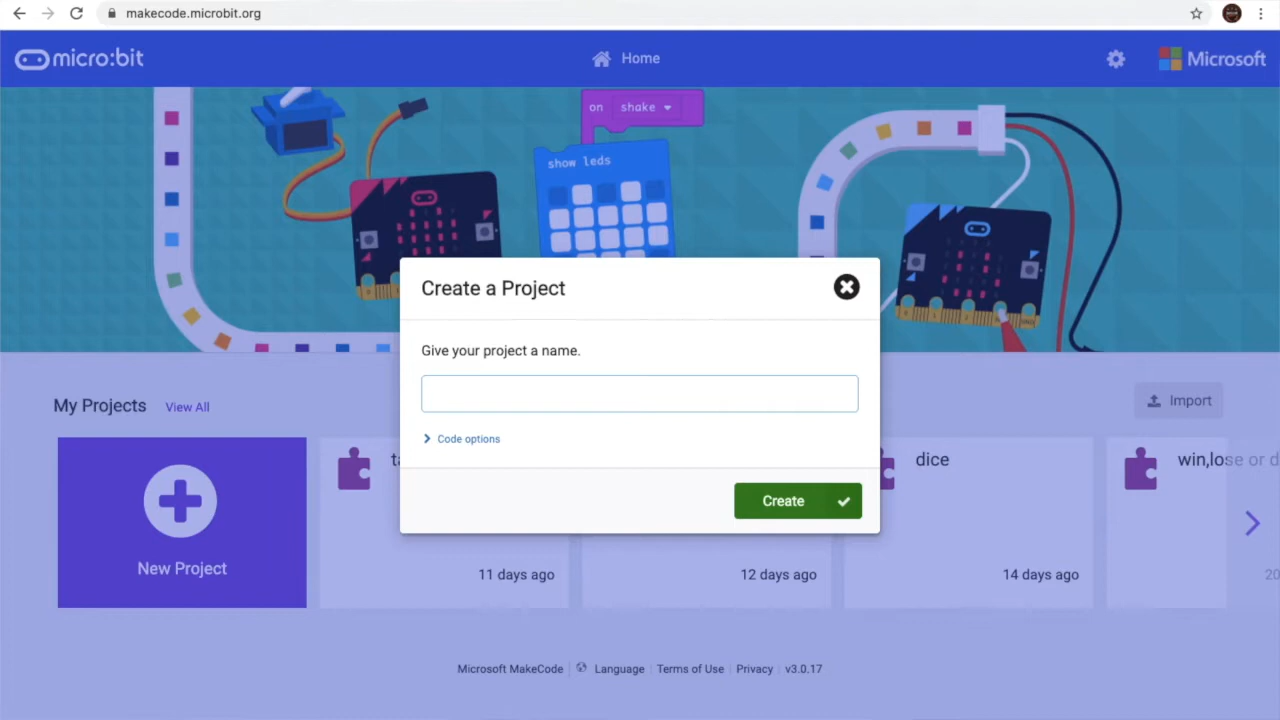 makecode.microbit.org
micro:bit
Home
Microsoft
on shake
show leds
Create a Project
Give your project a name.
Code options
Create
My Projects View All
Import
New Project
11 days ago
12 days ago
dice
14 days ago
win,lose or d
20
Microsoft MakeCode Language Terms of Use Privacy v3.0.17